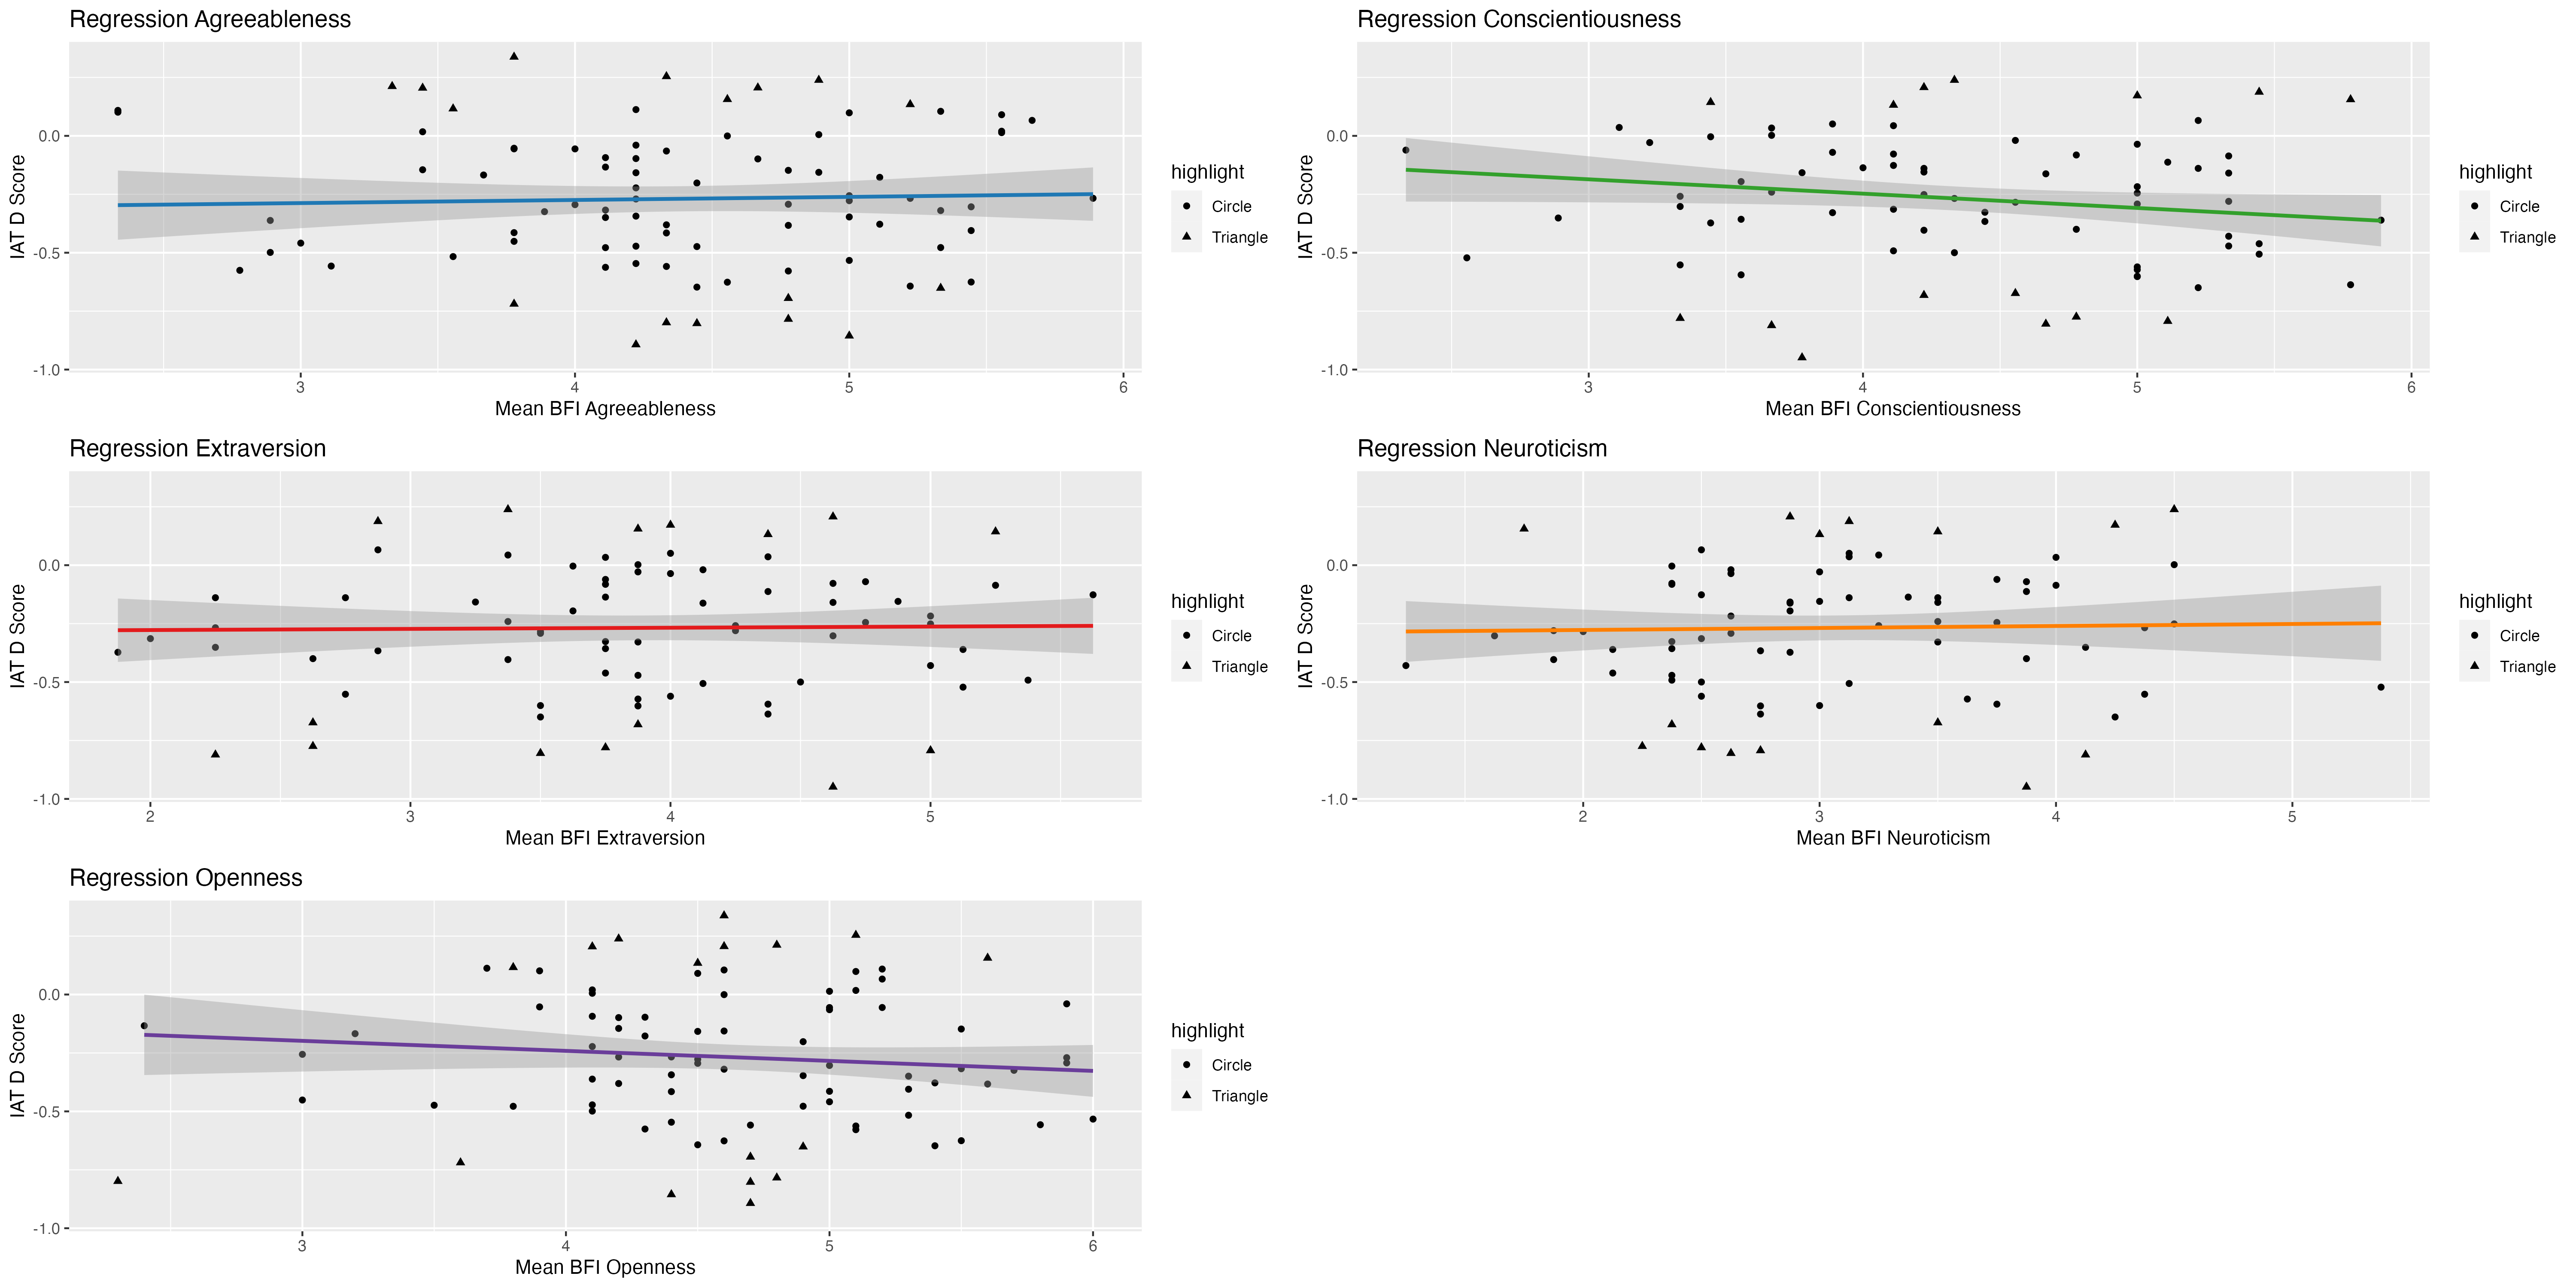 Regression Agreeableness
IAT D Score
0.0
-0.5
-1.0
3 4 5 6
Mean BFI Agreeableness
highlight
Circle
Triangle
Regression Conscientiousness
IAT D Score
0.0
-0.5
-1.0
3 4 5 6
Mean BFI Conscientiousness
highlight
Circle
Triangle
Regression Extraversion
IAT D Score
0.0
-0.5
-1.0
2 3 4 5
Mean BFI Extraversion
highlight
Circle
Triangle
Regression Neuroticism
IAT D Score
0.0
-0.5
-1.0
2 3 4 5
Mean BFI Neuroticism
highlight
Circle
Triangle
Regression Openness
IAT D Score
0.0
-0.5
-1.0
3 4 5 6
Mean BFI Openness
highlight
Circle
Triangle